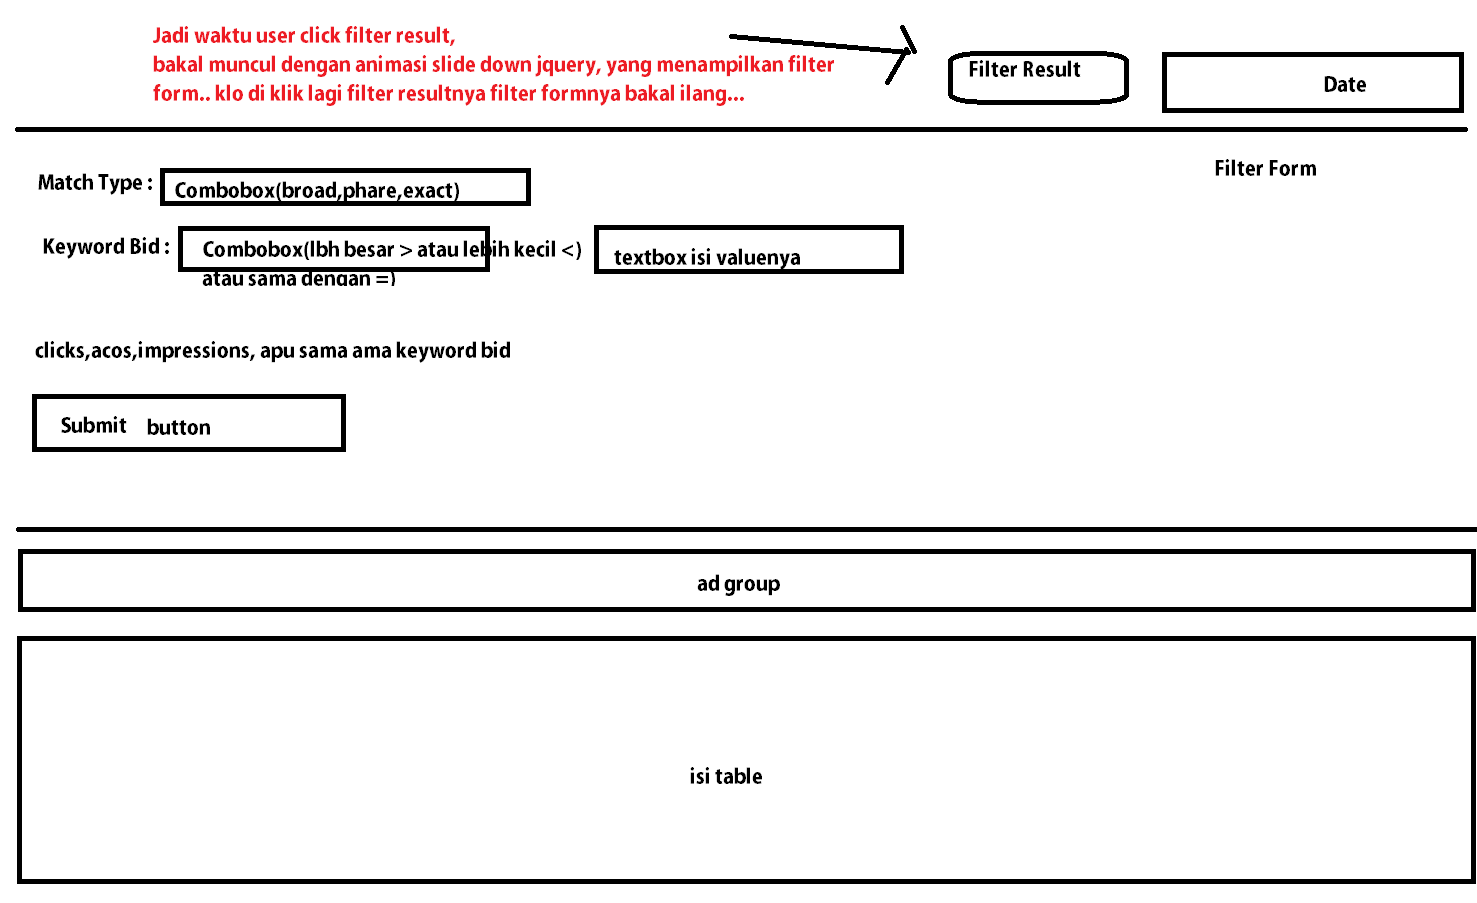 Jadi waktu user click filter result,
bakal muncul dengan animasi slide down jquery, yang menampilkan filter
form.. klo di klik lagi filter resultnya filter formnya bakal ilang...
Filter Result
Date
Filter Form
Match Type :
Combobox(broad,phare,exact)
Keyword Bid :
Combobox(lbh besar > atau lebih kecil <)
atau sama dengan =)
textbox isi valuenya
clicks,acos,impressions, apu sama ama keyword bid
Submit button
ad group
isi table